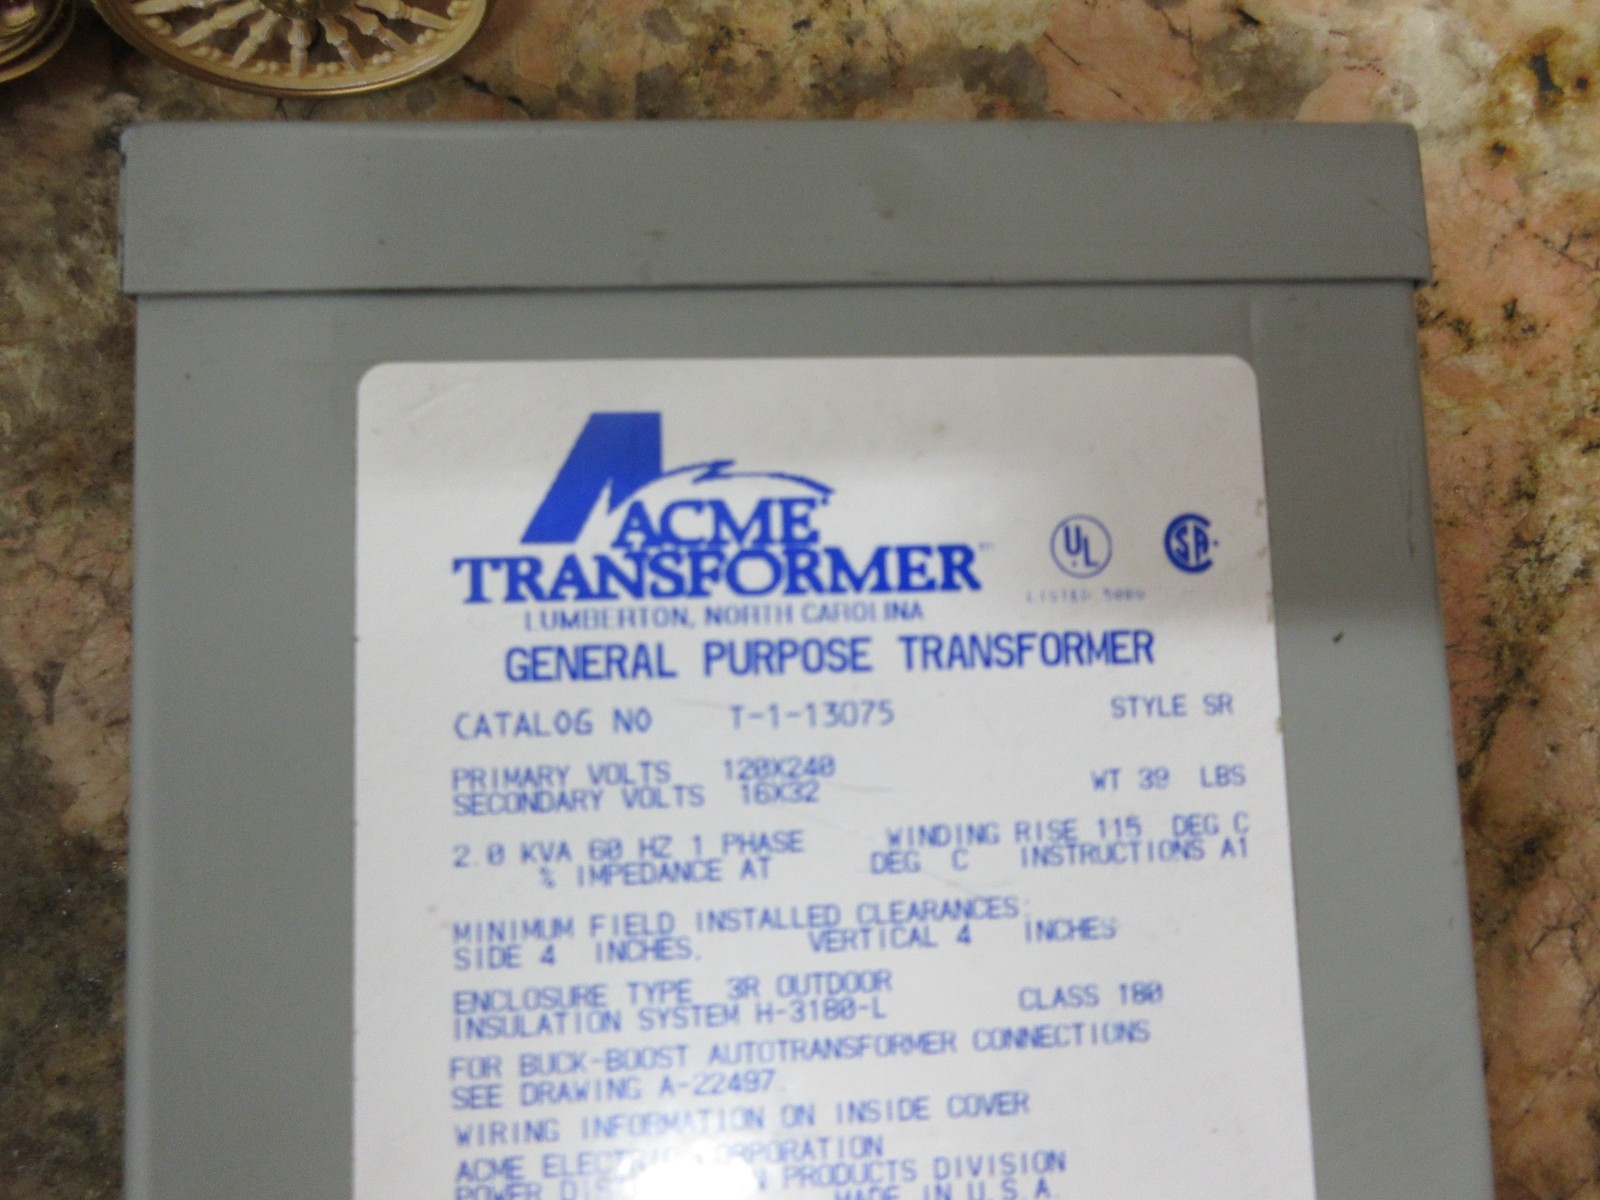 ACME
TRANSFORMER
LUMBERTON, NORTH CAROLINA
UL
SA
LISTED
GENERAL PURPOSE TRANSFORMER
CATALOG NO T-1-13075 STYLE SR
PRIMARY VOLTS 120X240
SECONDARY VOLTS 16X32 WT 39 LBS
2.0 KVA 60 HZ 1 PHASE WINDING RISE 115 DEG C
% IMPEDANCE AT DEG C INSTRUCTIONS A1
MINIMUM FIELD INSTALLED CLEARANCES:
SIDE 4 INCHES. VERTICAL 4 INCHES
ENCLOSURE TYPE 3R OUTDOOR
INSULATION SYSTEM H-3180-L CLASS 180
FOR BUCK-BOOST AUTOTRANSFORMER CONNECTIONS
SEE DRAWING A-22497
WIRING INFORMATION ON INSIDE COVER
ACME ELECTRIC CORPORATION
POWER PRODUCTS DIVISION
MADE IN U.S.A.